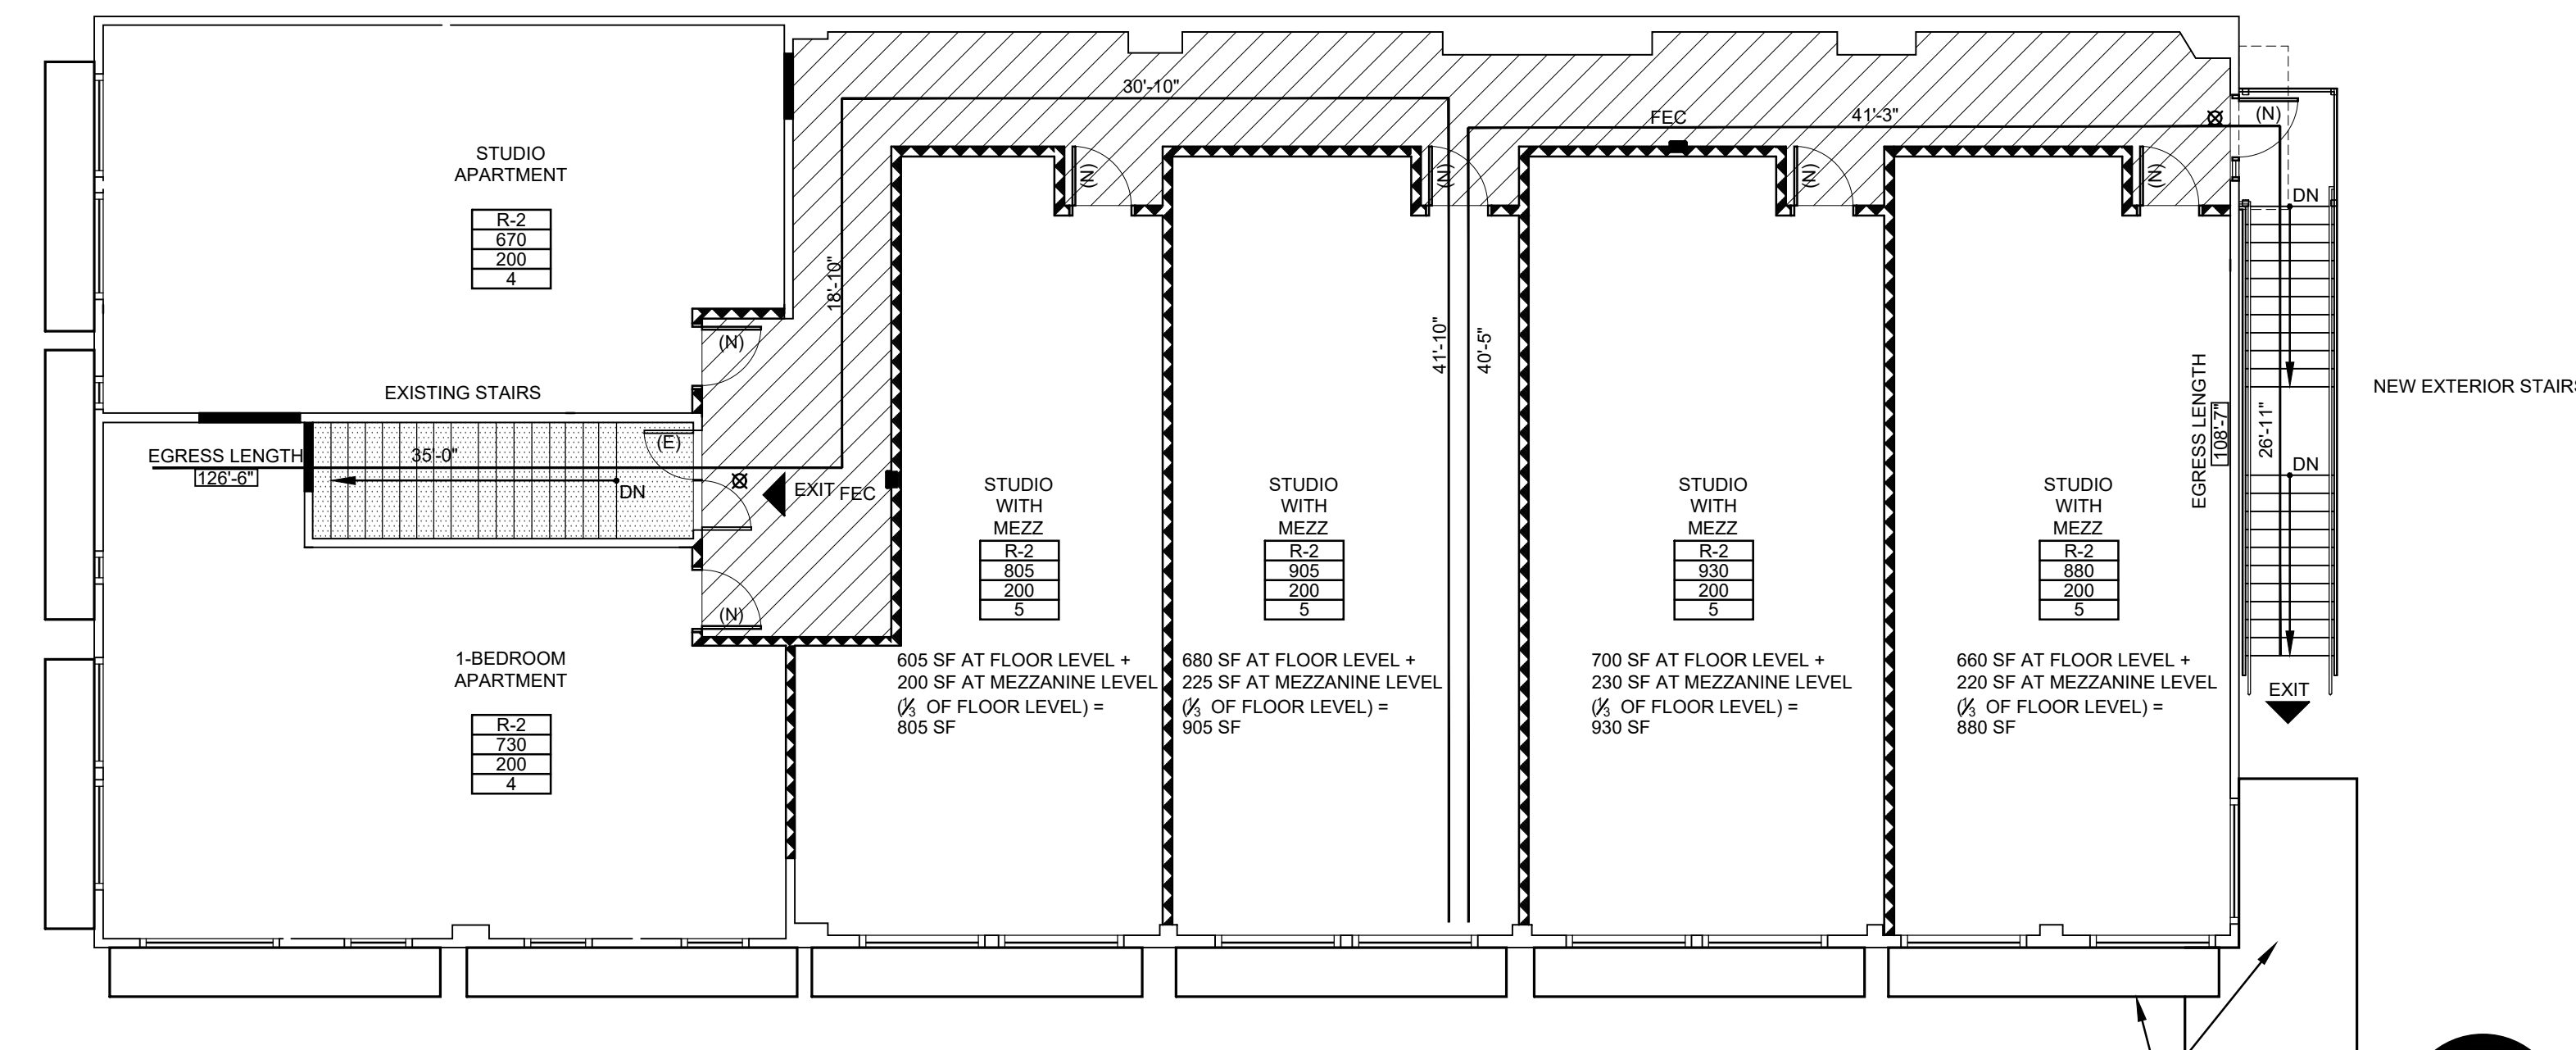 30'-10"
FEC
41'-3"
(N)
STUDIO
APARTMENT
R-2
670
200
4
(N)
(N)
(N)
(N)
DN
18'-10"
(N)
41'-10"
40'-5"
EXISTING STAIRS
NEW EXTERIOR STAIRS
EGRESS LENGTH
108'-7"
26'-11"
(E)
EGRESS LENGTH
126'-6"
35'-0"
DN
EXIT
FEC
DN
STUDIO
WITH
MEZZ
R-2
805
200
5
STUDIO
WITH
MEZZ
R-2
905
200
5
STUDIO
WITH
MEZZ
R-2
930
200
5
STUDIO
WITH
MEZZ
R-2
880
200
5
(N)
1-BEDROOM
APARTMENT
R-2
730
200
4
605 SF AT FLOOR LEVEL +
200 SF AT MEZZANINE LEVEL
(1/3 OF FLOOR LEVEL) =
805 SF
680 SF AT FLOOR LEVEL +
225 SF AT MEZZANINE LEVEL
(1/3 OF FLOOR LEVEL) =
905 SF
700 SF AT FLOOR LEVEL +
230 SF AT MEZZANINE LEVEL
(1/3 OF FLOOR LEVEL) =
930 SF
660 SF AT FLOOR LEVEL +
220 SF AT MEZZANINE LEVEL
(1/3 OF FLOOR LEVEL) =
880 SF
EXIT